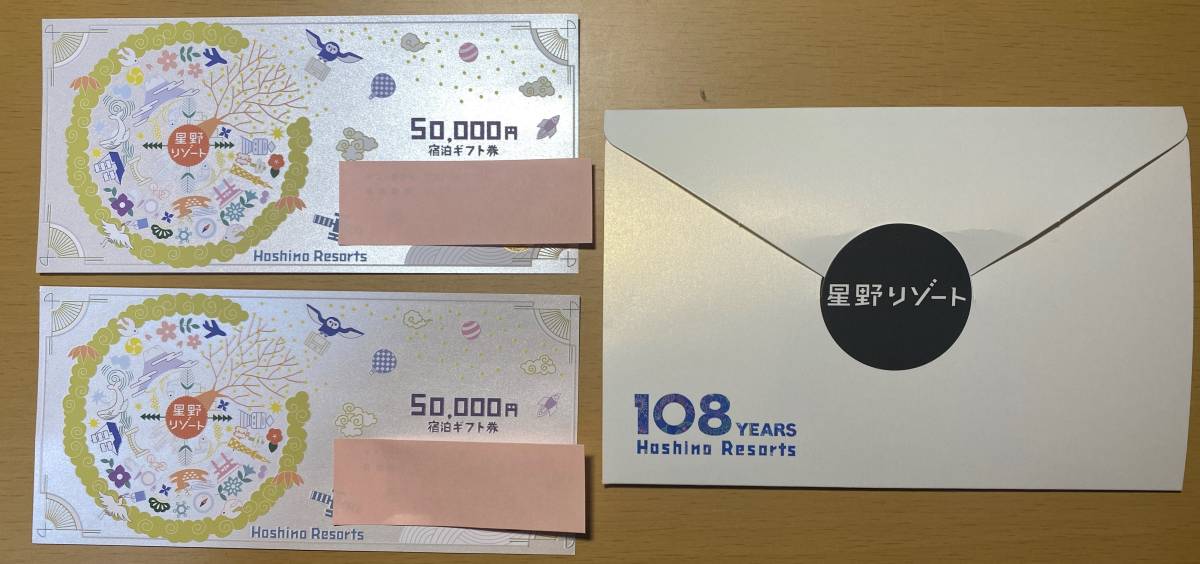 星野
リゾート
50,000円
宿泊ギフト券
Hoshino Resorts
星野
リゾート
50,000円
宿泊ギフト券
Hoshino Resorts
星野リゾート
108 YEARS
Hoshino Resorts